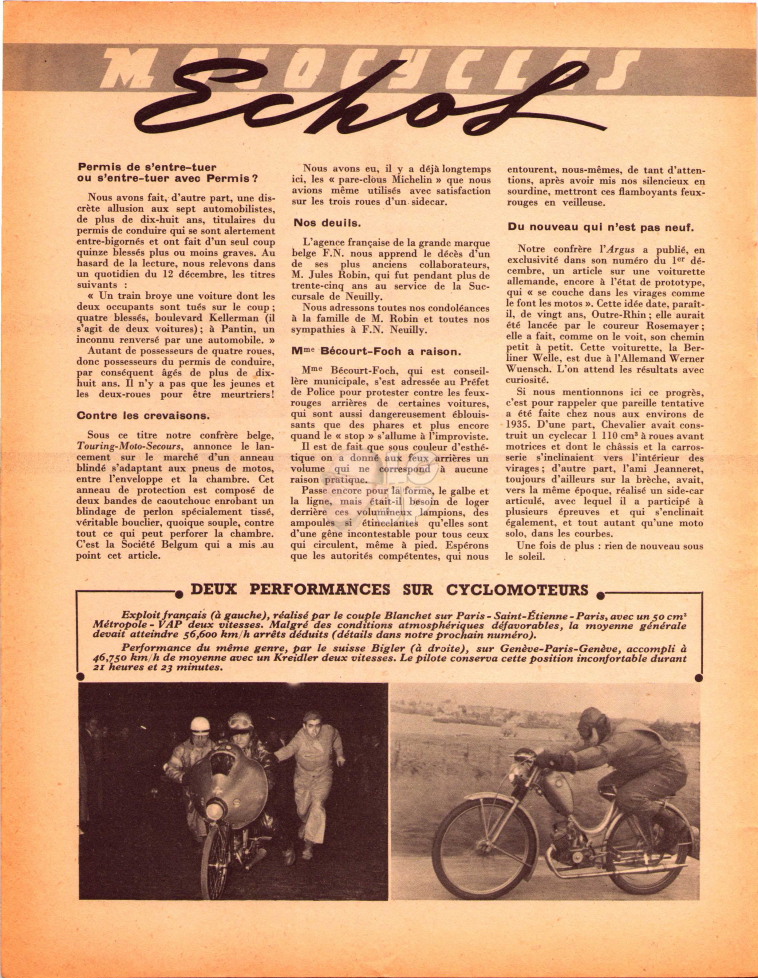 MOTOCYCLES
Echos
Permis de s'entre-tuer
ou s'entre-tuer avec Permis ?
Nous avons fait, d'autre part, une dis-
crète allusion aux sept automobilistes,
de plus de dix-huit ans, titulaires du
permis de conduire qui se sont alertement
entre-bigornés et ont fait d'un seul coup
quinze blessés plus ou moins graves. Au
hasard de la lecture, nous relevons dans
un quotidien du 12 décembre, les titres
suivants :
« Un train broye une voiture dont les
deux occupants sont tués sur le coup ;
quatre blessés, boulevard Kellerman (il
s'agit de deux voitures) ; à Pantin, un
inconnu renversé par une automobile. »
Autant de possesseurs de quatre roues,
donc possesseurs du permis de conduire,
par conséquent âgés de plus de dix-
huit ans. Il n'y a pas que les jeunes et
les deux-roues pour être meurtriers!
Contre les crevaisons.
Sous ce titre notre confrère belge,
Touring-Moto-Secours, annonce le lan-
cement sur le marché d'un anneau
blindé s'adaptant aux pneus de motos,
entre l'enveloppe et la chambre. Cet
anneau de protection est composé de
deux bandes de caoutchouc enrobant un
blindage de perlon spécialement tissé,
véritable bouclier, quoique souple, contre
tout ce qui peut perforer la chambre.
C'est la Société Belgum qui a mis au
point cet article.
Nous avons eu, il y a déjà longtemps
ici, les « pare-clous Michelin » que nous
avions même utilisés avec satisfaction
sur les trois roues d'un sidecar.
Nos deuils.
L'agence française de la grande marque
belge F.N. nous apprend le décès d'un
de ses plus anciens collaborateurs,
M. Jules Robin, qui fut pendant plus de
trente-cinq ans au service de la Suc-
cursale de Neuilly.
Nous adressons toutes nos condoléances
à la famille de M. Robin et toutes nos
sympathies à F.N. Neuilly.
Mme Bécourt-Foch a raison.
Mme Bécourt-Foch, qui est conseil-
lère municipale, s'est adressée au Préfet
de Police pour protester contre les feux-
rouges arrières de certaines voitures,
qui sont aussi dangereusement éblouis-
sants que des phares et plus encore
quand le « stop » s'allume à l'improviste.
Il est de fait que sous couleur d'esthé-
tique on a donné aux feux arrières un
volume qui ne correspond à aucune
raison pratique.
Passe encore pour la forme, le galbe et
la ligne, mais était-il besoin de loger
derrière ces volumineux lampions, des
ampoules si étincelantes qu'elles sont
d'une gêne incontestable pour tous ceux
qui circulent, même à pied. Espérons
que les autorités compétentes, qui nous
entourent, nous-mêmes, de tant d'atten-
tions, après avoir mis nos silencieux en
sourdine, mettront ces flamboyants feux-
rouges en veilleuse.
Du nouveau qui n'est pas neuf.
Notre confrère l'Argus a publié, en
exclusivité dans son numéro du 1er dé-
cembre, un article sur une voiturette
allemande, encore à l'état de prototype,
qui « se couche dans les virages comme
le font les motos ». Cette idée date, paraît-
il, de vingt ans, Outre-Rhin ; elle aurait
été lancée par le coureur Rosemayer ;
elle a fait, comme on le voit, son chemin
petit à petit. Cette voiturette, la Ber-
liner Welle, est due à l'Allemand Werner
Wuensch. L'on attend les résultats avec
curiosité.
Si nous mentionnons ici ce progrès,
c'est pour rappeler que pareille tentative
a été faite chez nous aux environs de
1935. D'une part, Chevalier avait cons-
truit un cyclecar 1 110 cm³ à roues avant
motrices et dont le châssis et la carros-
serie s'inclinaient vers l'intérieur des
virages ; d'autre part, l'ami Jeanneret,
toujours d'ailleurs sur la brèche, avait,
vers la même époque, réalisé un side-car
articulé, avec lequel il a participé à
plusieurs épreuves et qui s'enclinait
également, et tout autant qu'une moto
solo, dans les courbes.
Une fois de plus : rien de nouveau sous
le soleil.
DEUX PERFORMANCES SUR CYCLOMOTEURS
Exploit français (à gauche), réalisé par le couple Blanchet sur Paris - Saint-Étienne - Paris, avec un 50 cm³
Métropole - VAP deux vitesses. Malgré des conditions atmosphériques défavorables, la moyenne générale
devait atteindre 56,600 km/h arrêts déduits (détails dans notre prochain numéro).
Performance du même genre, par le suisse Bigler (à droite), sur Genève-Paris-Genève, accompli à
46,750 km/h de moyenne avec un Kreidler deux vitesses. Le pilote conserva cette position inconfortable durant
21 heures et 23 minutes.